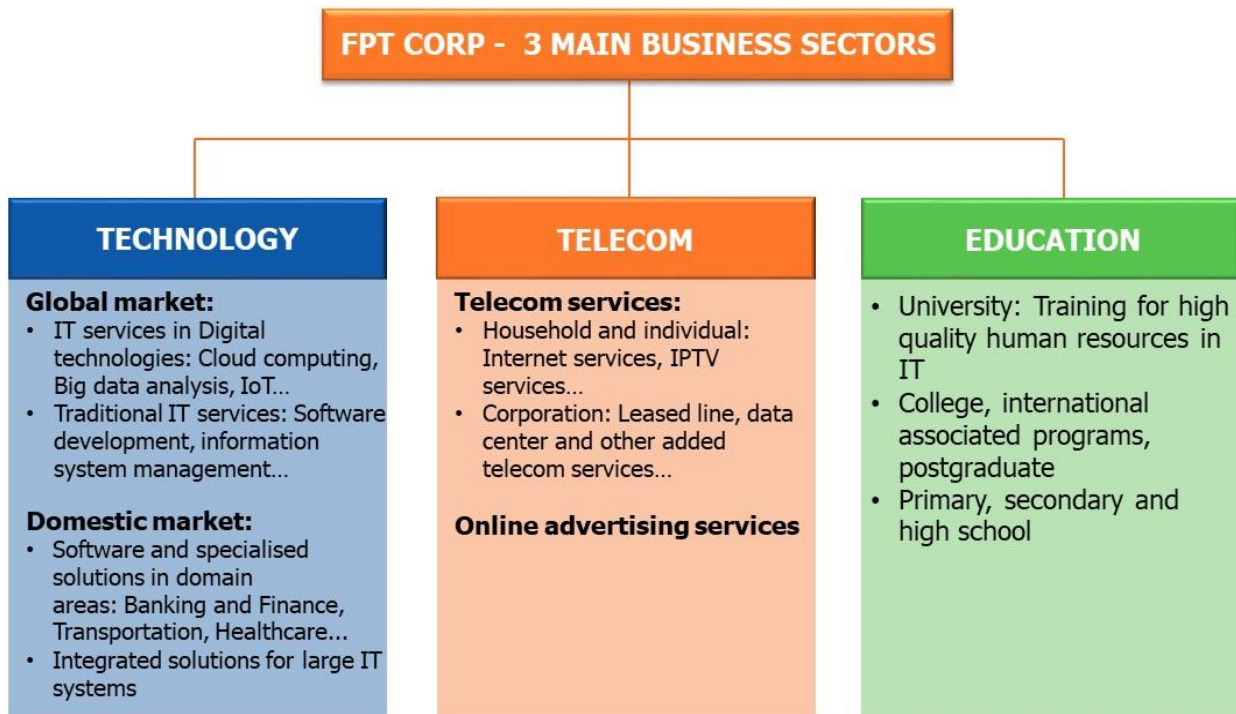 FPT CORP - 3 MAIN BUSINESS SECTORS
TECHNOLOGY
Global market:
• IT services in Digital
technologies: Cloud computing,
Big data analysis, IoT...
• Traditional IT services: Software
development, information
system management...
Domestic market:
• Software and specialised
solutions in domain
areas: Banking and Finance,
Transportation, Healthcare...
• Integrated solutions for large IT
systems
TELECOM
Telecom services:
• Household and individual:
Internet services, IPTV
services...
• Corporation: Leased line, data
center and other added
telecom services...
Online advertising services
EDUCATION
• University: Training for high
quality human resources in
IT
• College, international
associated programs,
postgraduate
• Primary, secondary and
high school